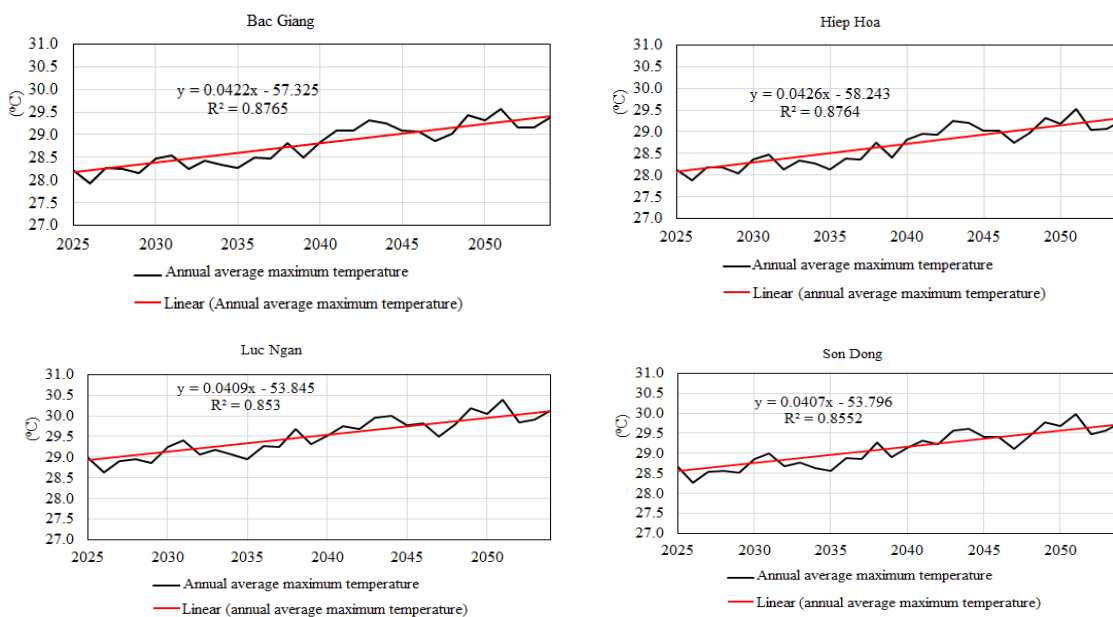 Bac Giang
(ºC)
31.0
30.5
30.0
29.5
29.0
28.5
28.0
27.5
27.0
y = 0.0422x - 57.325
R² = 0.8765
2025 2030 2035 2040 2045 2050
Annual average maximum temperature
Linear (Annual average maximum temperature)
Hiep Hoa
(ºC)
31.0
30.5
30.0
29.5
29.0
28.5
28.0
27.5
27.0
y = 0.0426x - 58.243
R² = 0.8764
2025 2030 2035 2040 2045 2050
Annual average maximum temperature
Linear (annual average maximum temperature)
Luc Ngan
(ºC)
31.0
30.5
30.0
29.5
29.0
28.5
28.0
27.5
27.0
y = 0.0409x - 53.845
R² = 0.853
2025 2030 2035 2040 2045 2050
Annual average maximum temperature
Linear (annual average maximum temperature)
Son Dong
(ºC)
31.0
30.5
30.0
29.5
29.0
28.5
28.0
27.5
27.0
y = 0.0407x - 53.796
R² = 0.8552
2025 2030 2035 2040 2045 2050
Annual average maximum temperature
Linear (annual average maximum temperature)